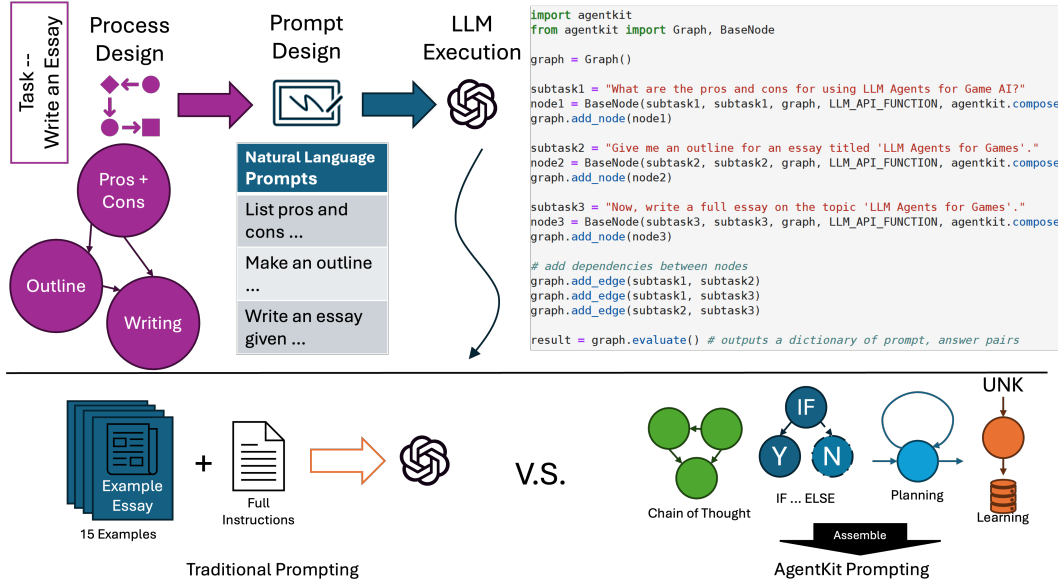 Task --
Write an Essay
Process
Design
Prompt
Design
LLM
Execution
Pros +
Cons
Outline
Writing
Natural Language
Prompts
List pros and
cons ...
Make an outline
...
Write an essay
given ...
import agentkit
from agentkit import Graph, BaseNode
graph = Graph()
subtask1 = "What are the pros and cons for using LLM Agents for Game AI?"
node1 = BaseNode(subtask1, subtask1, graph, LLM_API_FUNCTION, agentkit.compose
graph.add_node(node1)
subtask2 = "Give me an outline for an essay titled 'LLM Agents for Games'."
node2 = BaseNode(subtask2, subtask2, graph, LLM_API_FUNCTION, agentkit.compose
graph.add_node(node2)
subtask3 = "Now, write a full essay on the topic 'LLM Agents for Games'."
node3 = BaseNode(subtask3, subtask3, graph, LLM_API_FUNCTION, agentkit.compose
graph.add_node(node3)
# add dependencies between nodes
graph.add_edge(subtask1, subtask2)
graph.add_edge(subtask1, subtask3)
graph.add_edge(subtask2, subtask3)
result = graph.evaluate() # outputs a dictionary of prompt, answer pairs
Example
Essay
15 Examples
+
Full
Instructions
Traditional Prompting
V.S.
Chain of Thought
IF
Y
N
IF ... ELSE
Planning
UNK
Learning
Assemble
AgentKit Prompting